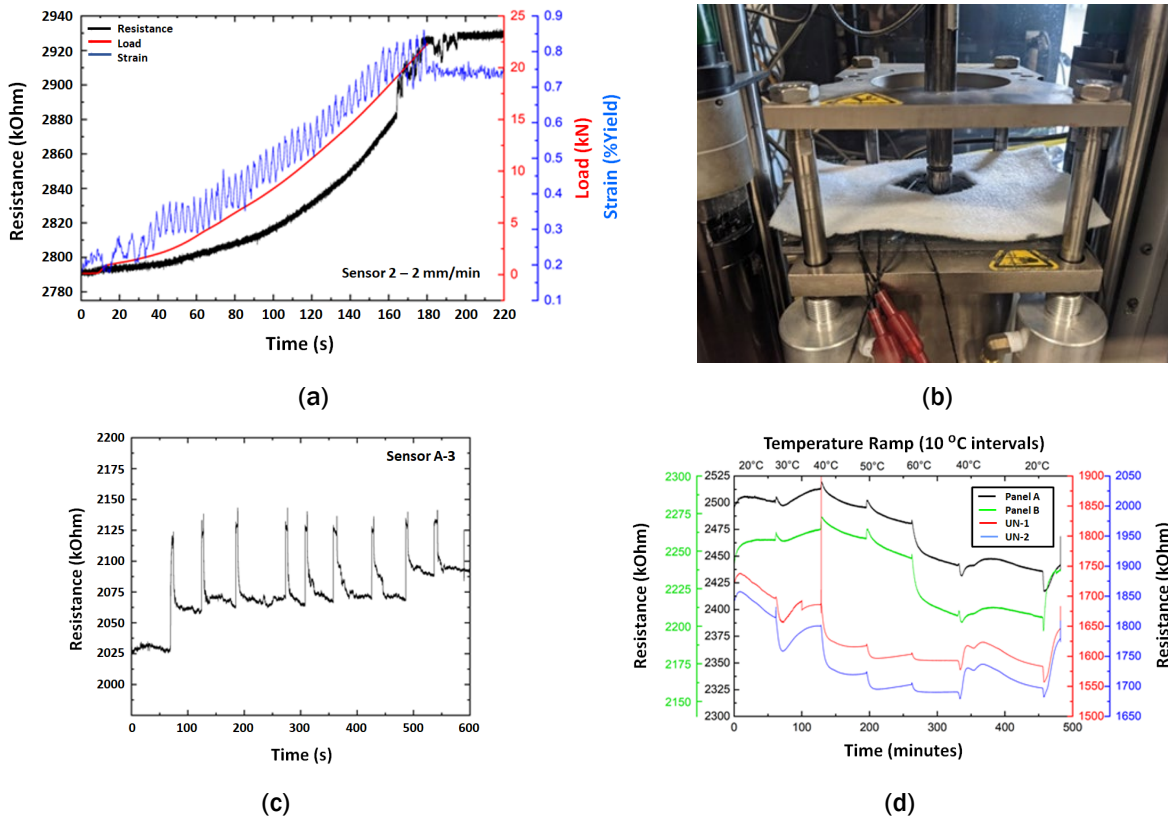 2940
2920
2900
2880
2860
2840
2820
2800
2780
Resistance (kOhm)
Resistance
Load
Strain
Sensor 2 – 2 mm/min
0 20 40 60 80 100 120 140 160 180 200 220
Time (s)
25
20
15
10
5
0
Load (kN)
0.9
0.8
0.7
0.6
0.5
0.4
0.3
0.2
0.1
Strain (%Yield)
(a)
(b)
2200
2175
2150
2125
2100
2075
2050
2025
2000
Resistance (kOhm)
Sensor A-3
0 100 200 300 400 500 600
Time (s)
(c)
Temperature Ramp (10 °C intervals)
20°C 30°C 40°C 50°C 60°C 40°C 20°C
2300
2275
2250
2225
2200
2175
2150
Resistance (kOhm)
2525
2500
2475
2450
2425
2400
2375
2350
2325
2300
Panel A
Panel B
UN-1
UN-2
1900
1850
1800
1750
1700
1650
1600
1550
1500
Resistance (kOhm)
2050
2000
1950
1900
1850
1800
1750
1700
1650
Resistance (kOhm)
0 100 200 300 400 500
Time (minutes)
(d)